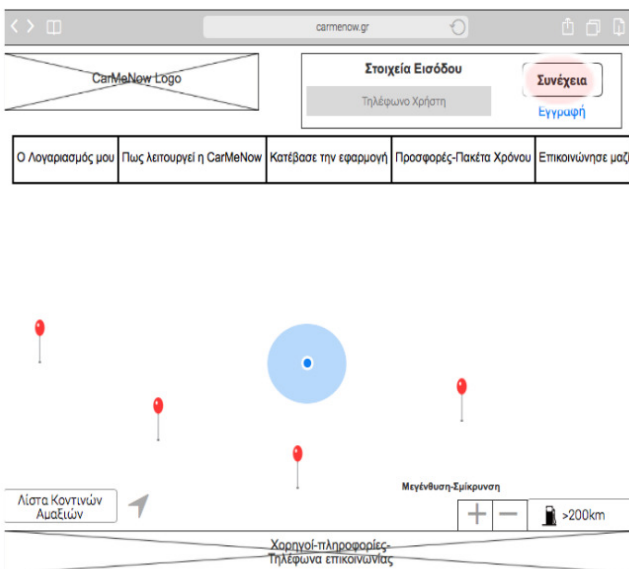 carmenow.gr
CarMeNow Logo
Στοιχεία Εισόδου
Τηλέφωνο Χρήστη
Συνέχεια
Εγγραφή
Ο Λογαριασμός μου Πως λειτουργεί η CarMeNow Κατέβασε την εφαρμογή Προσφορές-Πακέτα Χρόνου Επικοινώνησε μαζί
Μεγένθυση-Σμίκρυνση
Λίστα Κοντινών
Αμαξιών
+ −
>200km
Χορηγοί-πληροφορίες-
Τηλέφωνα επικοινωνίας